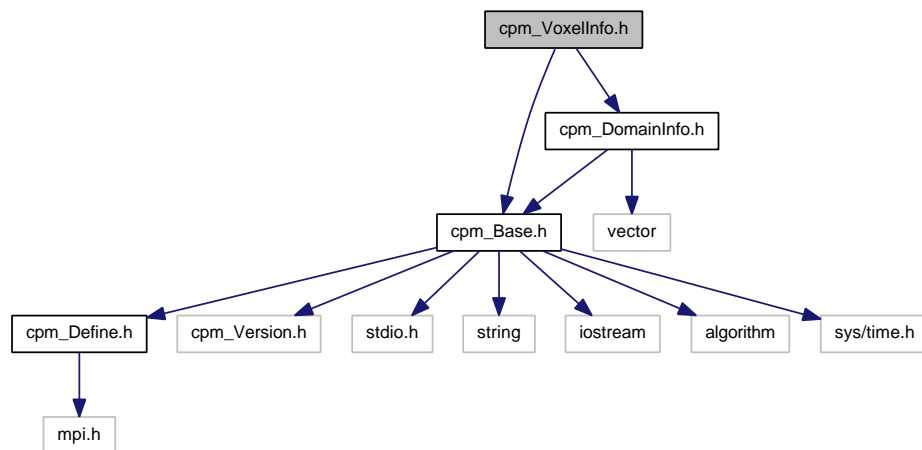 cpm_VoxelInfo.h
cpm_DomainInfo.h
cpm_Base.h
vector
cpm_Define.h
cpm_Version.h
stdio.h
string
iostream
algorithm
sys/time.h
mpi.h